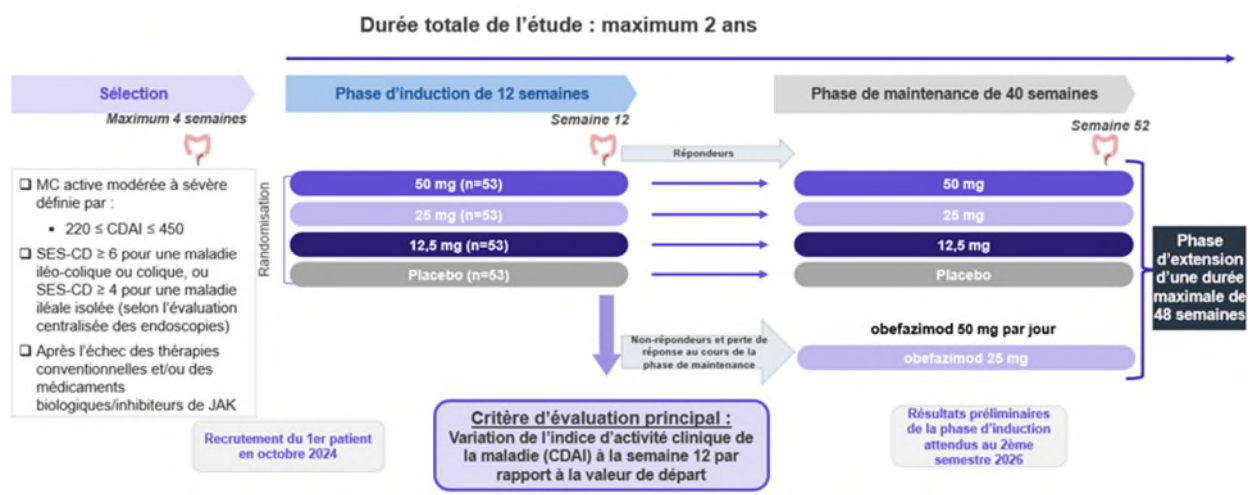 Durée totale de l’étude : maximum 2 ans
Sélection
Phase d’induction de 12 semaines
Phase de maintenance de 40 semaines
Maximum 4 semaines
Semaine 12
Semaine 52
Répondeurs
❑ MC active modérée à sévère
définie par :
▪ 220 ≤ CDAI ≤ 450
❑ SES-CD ≥ 6 pour une maladie
iléo-colique ou colique, ou
SES-CD ≥ 4 pour une maladie
iléale isolée (selon l’évaluation
centralisée des endoscopies)
❑ Après l’échec des thérapies
conventionnelles et/ou des
médicaments
biologiques/inhibiteurs de JAK
Randomisation
50 mg (n=53)
25 mg (n=53)
12,5 mg (n=53)
Placebo (n=53)
50 mg
25 mg
12,5 mg
Placebo
Phase
d’extension
d’une durée
maximale de
48 semaines
Non-répondeurs et perte de
réponse au cours de la
phase de maintenance
obefazimod 50 mg par jour
obefazimod 25 mg
Recrutement du 1er patient
en octobre 2024
Critère d’évaluation principal :
Variation de l’indice d’activité clinique de
la maladie (CDAI) à la semaine 12 par
rapport à la valeur de départ
Résultats préliminaires
de la phase d’induction
attendus au 2ème
semestre 2026